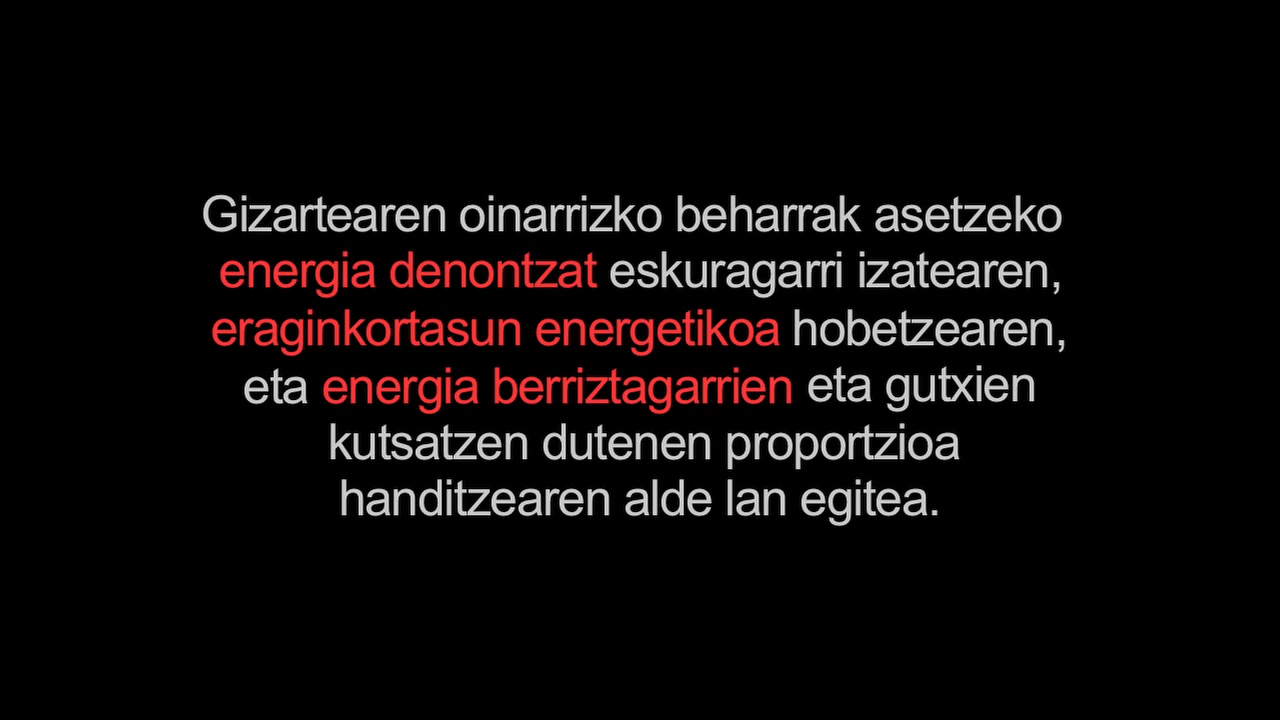 Gizartearen oinarrizko beharrak asetzeko
energia denontzat eskuragarri izatearen,
eraginkortasun energetikoa hobetzearen,
eta energia berriztagarrien eta gutxien
kutsatzen dutenen proportzioa
handitzearen alde lan egitea.